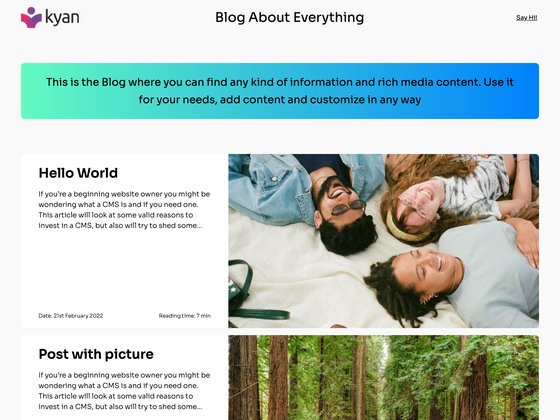 kyan
Blog About Everything
Say Hi!
This is the Blog where you can find any kind of information and rich media content. Use it
for your needs, add content and customize in any way
Hello World
If you're a beginning website owner you might be
wondering what a CMS is and if you need one.
This article will look at some valid reasons to
invest in a CMS, but also will try to shed some...
Date: 21st February 2022
Reading time: 7 min
Post with picture
If you're a beginning website owner you might be
wondering what a CMS is and if you need one.
This article will look at some valid reasons to
invest in a CMS, but also will try to shed some...